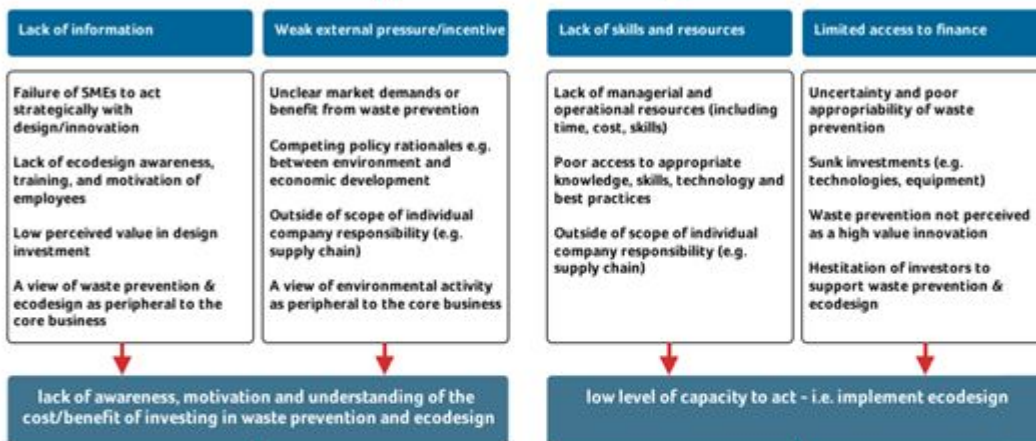 Lack of information
Failure of SMEs to act
strategically with
design/innovation
Lack of ecodesign awareness,
training, and motivation of
employees
Low perceived value in design
investment
A view of waste prevention &
ecodesign as peripheral to the
core business
Weak external pressure/incentive
Unclear market demands or
benefit from waste prevention
Competing policy rationales e.g.
between environment and
economic development
Outside of scope of individual
company responsibility (e.g.
supply chain)
A view of environmental activity
as peripheral to the core business
lack of awareness, motivation and understanding of the
cost/benefit of investing in waste prevention and ecodesign
Lack of skills and resources
Lack of managerial and
operational resources (including
time, cost, skills)
Poor access to appropriate
knowledge, skills, technology and
best practices
Outside of scope of individual
company responsibility (e.g.
supply chain)
Limited access to finance
Uncertainty and poor
appropriability of waste
prevention
Sunk investments (e.g.
technologies, equipment)
Waste prevention not perceived
as a high value innovation
Hestitation of investors to
support waste prevention &
ecodesign
low level of capacity to act - i.e. implement ecodesign